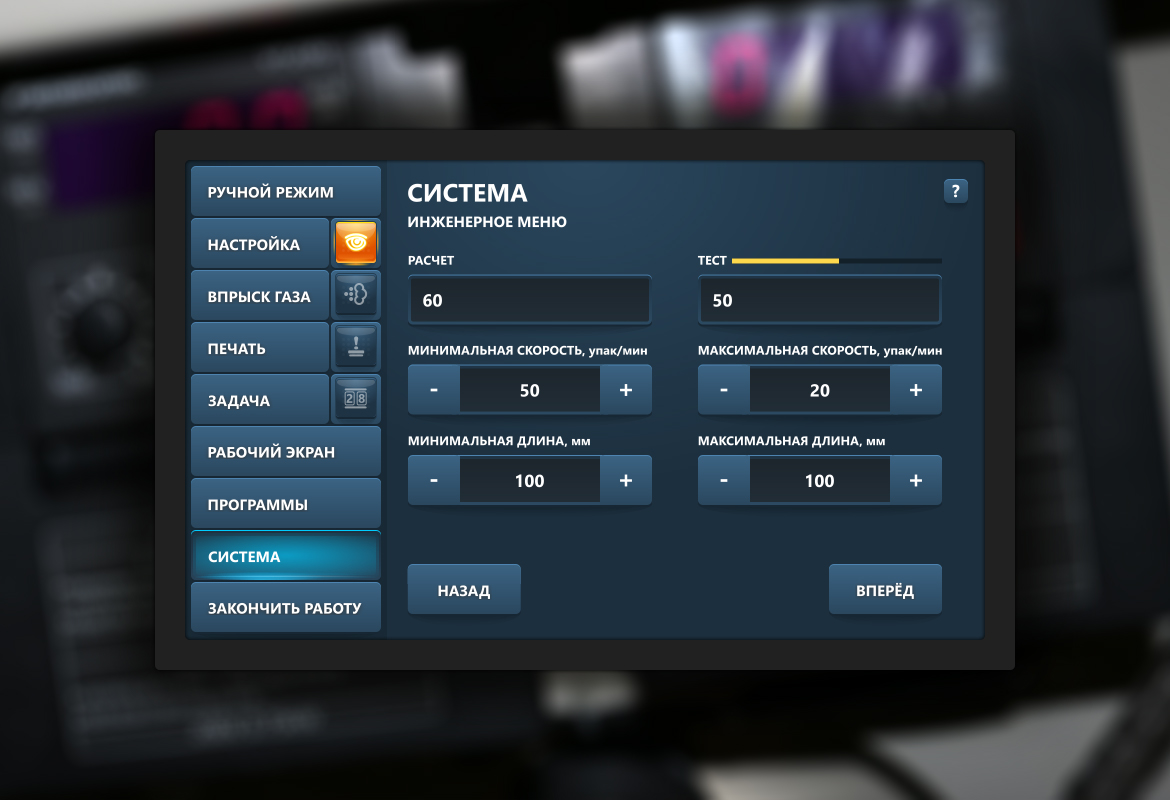 РУЧНОЙ РЕЖИМ
НАСТРОЙКА
ВПРЫСК ГАЗА
ПЕЧАТЬ
ЗАДАЧА
28
РАБОЧИЙ ЭКРАН
ПРОГРАММЫ
СИСТЕМА
ЗАКОНЧИТЬ РАБОТУ
СИСТЕМА
?
ИНЖЕНЕРНОЕ МЕНЮ
РАСЧЕТ
60
ТЕСТ
50
МИНИМАЛЬНАЯ СКОРОСТЬ, упак/мин
- 50 +
МАКСИМАЛЬНАЯ СКОРОСТЬ, упак/мин
- 20 +
МИНИМАЛЬНАЯ ДЛИНА, мм
- 100 +
МАКСИМАЛЬНАЯ ДЛИНА, мм
- 100 +
НАЗАД
ВПЕРЁД